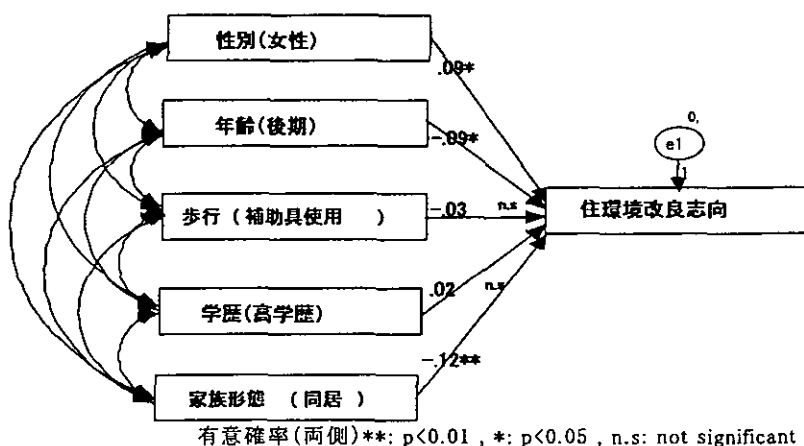 性別(女性)
.09*
年齢(後期)
-.09*
0,
e1
1
歩行 ( 補助具使用 )
-.03 n.s
住環境改良志向
学歴(高学歴)
.02 n.s
家族形態 ( 同居 )
-.12**
有意確率(両側)**: p<0.01 , *: p<0.05 , n.s: not significant